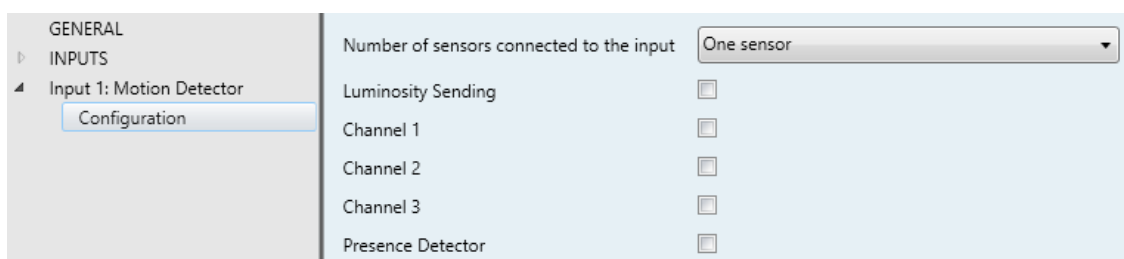 GENERAL
INPUTS
Input 1: Motion Detector
Configuration
Number of sensors connected to the input One sensor
Luminosity Sending
Channel 1
Channel 2
Channel 3
Presence Detector